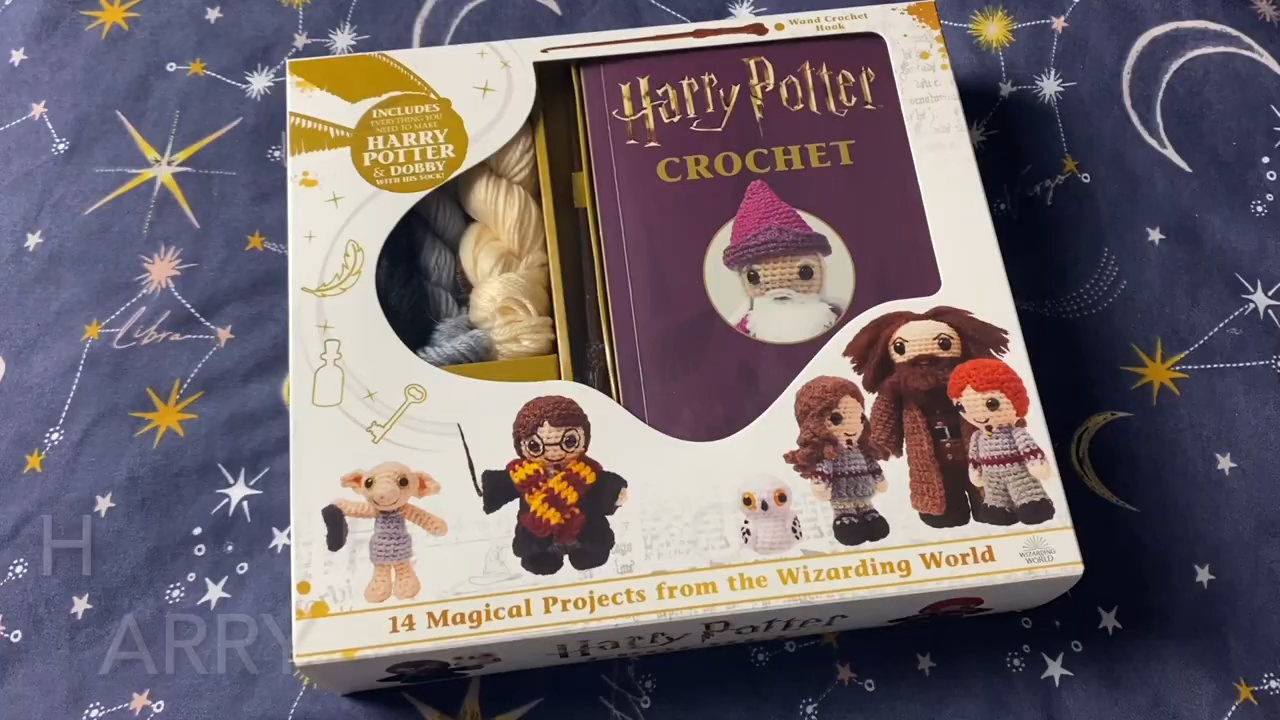 Wand Crochet
Hook
INCLUDES
EVERYTHING YOU
NEED TO MAKE
HARRY
POTTER
& DOBBY
WITH HIS SOCK!
Harry Potter
CROCHET
Libra
14 Magical Projects from the Wizarding World
WIZARDING
WORLD
Harry Potter
H
ARRY